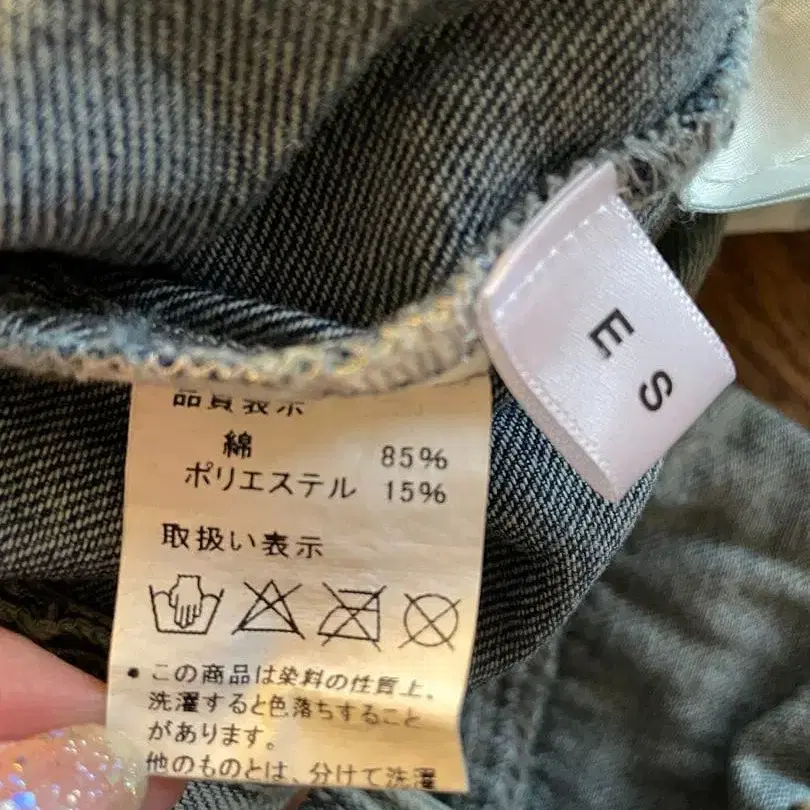 品質表示
綿 85%
ポリエステル 15%
取扱い表示
• この商品は染料の性質上、
洗濯すると色落ちすること
があります。
他のものとは、分けて洗濯
E S